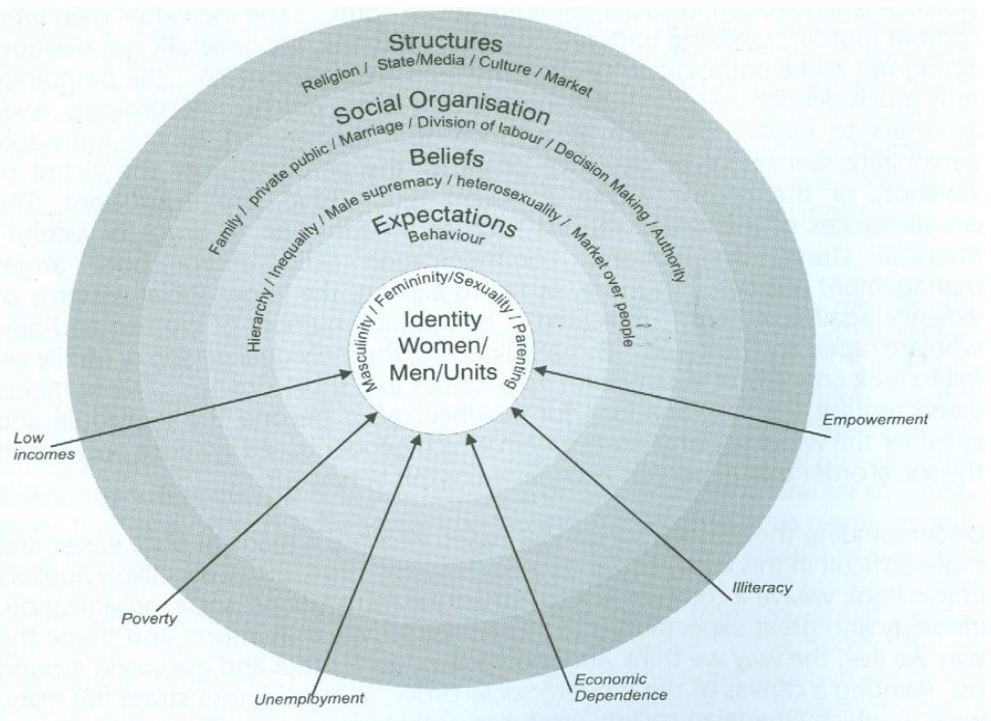 Structures
Religion / State/Media / Culture / Market
Social Organisation
Family / private public / Marriage / Division of labour / Decision Making / Authority
Beliefs
Hierarchy / Inequality / Male supremacy / heterosexuality / Market over people
Expectations
Behaviour
Masculinity / Femininity/Sexuality / Parenting
Identity
Women/
Men/Units
Low
incomes
Empowerment
Poverty
Illiteracy
Unemployment
Economic
Dependence